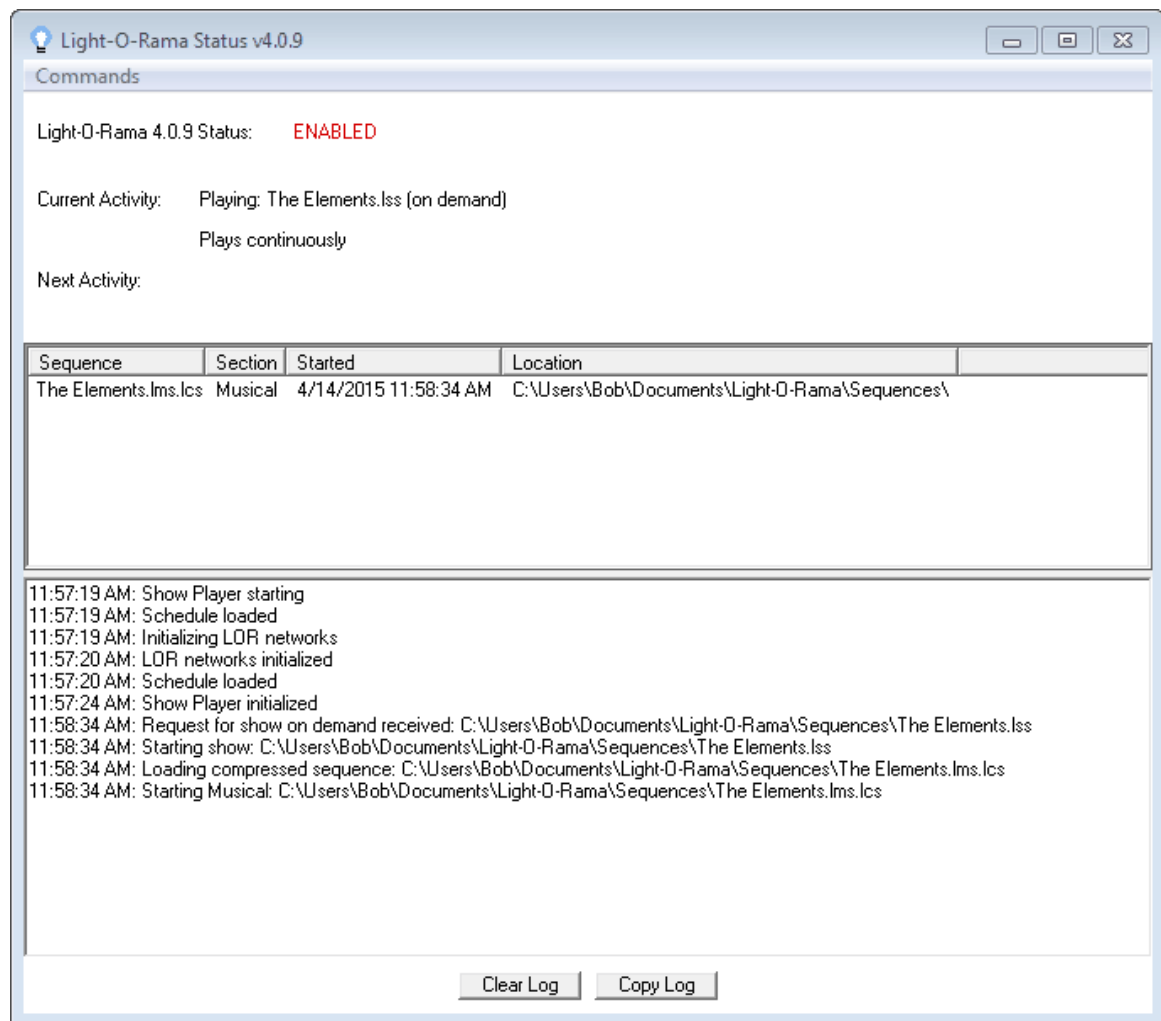 Light-O-Rama Status v4.0.9
Commands
Light-O-Rama 4.0.9 Status: ENABLED
Current Activity: Playing: The Elements.lss (on demand)
Plays continuously
Next Activity:
Sequence Section Started Location
The Elements.lms.lcs Musical 4/14/2015 11:58:34 AM C:\Users\Bob\Documents\Light-O-Rama\Sequences\
11:57:19 AM: Show Player starting
11:57:19 AM: Schedule loaded
11:57:19 AM: Initializing LOR networks
11:57:20 AM: LOR networks initialized
11:57:20 AM: Schedule loaded
11:57:24 AM: Show Player initialized
11:58:34 AM: Request for show on demand received: C:\Users\Bob\Documents\Light-O-Rama\Sequences\The Elements.lss
11:58:34 AM: Starting show: C:\Users\Bob\Documents\Light-O-Rama\Sequences\The Elements.lss
11:58:34 AM: Loading compressed sequence: C:\Users\Bob\Documents\Light-O-Rama\Sequences\The Elements.lms.lcs
11:58:34 AM: Starting Musical: C:\Users\Bob\Documents\Light-O-Rama\Sequences\The Elements.lms.lcs
Clear Log Copy Log